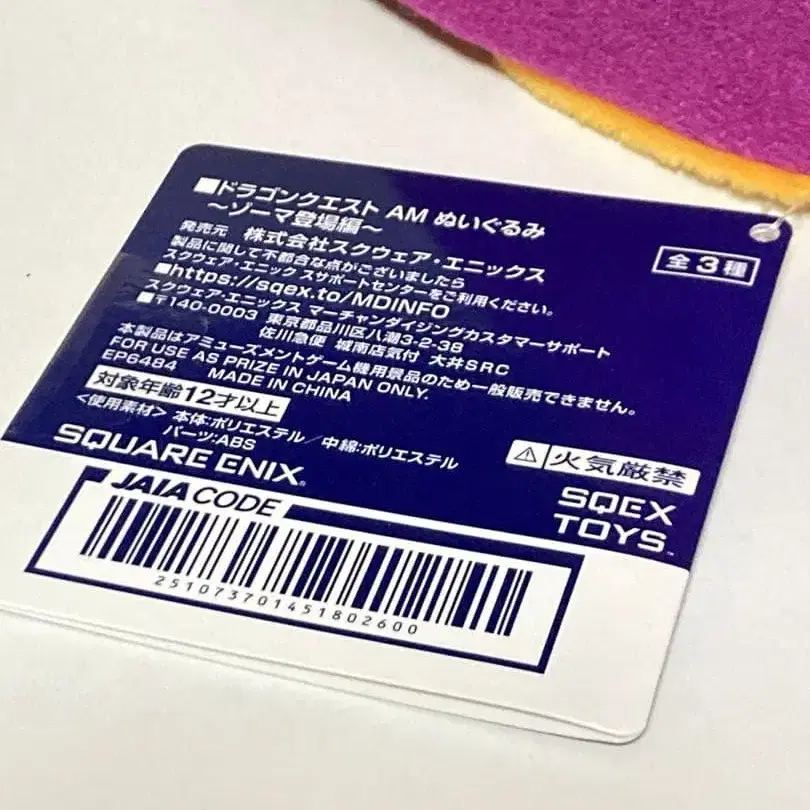 ■ドラゴンクエスト AM ぬいぐるみ
～ソーマ登場編～
全3種
発売元 株式会社スクウェア・エニックス
製品に関して不都合な点がございましたら
スクウェア・エニックス サポートセンターをご利用ください。
■https://sqex.to/MDINFO
スクウェア・エニックス マーチャンダイジングカスタマーサポート
■〒140-0003 東京都品川区八潮3-2-38
佐川急便 城南店気付 大井SRC
本製品はアミューズメントゲーム機用景品のため一般販売できません。
FOR USE AS PRIZE IN JAPAN ONLY.
EP6484 MADE IN CHINA
対象年齢12才以上
<使用素材> 本体:ポリエステル/中綿:ポリエステル
パーツ:ABS
⚠火気厳禁
SQUARE ENIX®
SQEX
TOYS™
JAIA CODE
251073701451802600